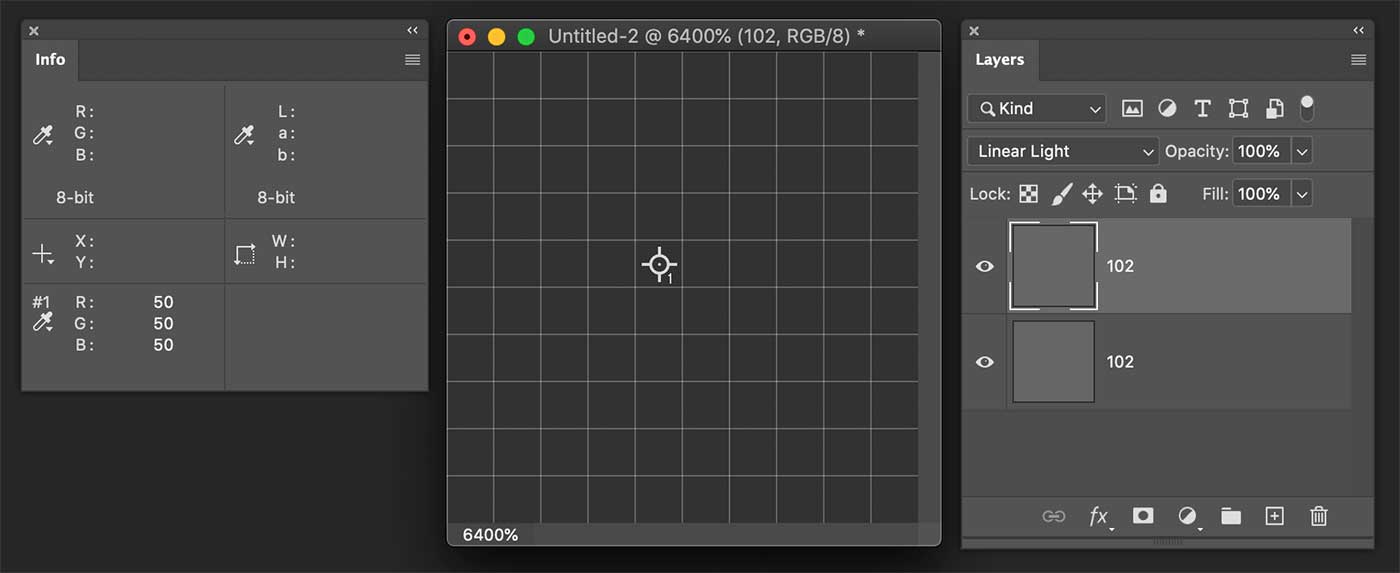 Info
R:
G:
B:
8-bit
L:
a:
b:
8-bit
X:
Y:
W:
H:
#1 R: 50
G: 50
B: 50
Untitled-2 @ 6400% (102, RGB/8) *
1
6400%
Layers
Kind
Linear Light Opacity: 100%
Lock: Fill: 100%
102
102
fx